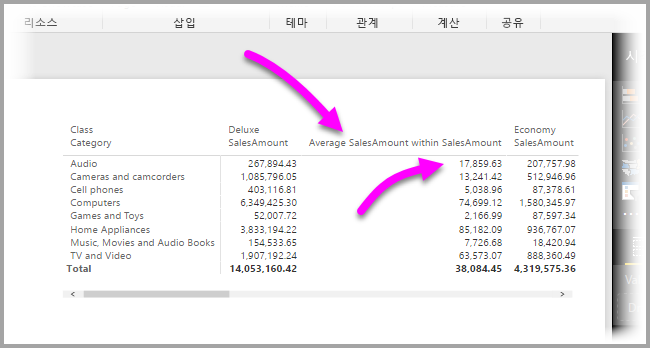 리소스 삽입 테마 관계 계산 공유
Class Deluxe Economy
Category SalesAmount Average SalesAmount within SalesAmount SalesAmount
Audio 267,894.43 17,859.63 207,757.98
Cameras and camcorders 1,085,796.05 13,241.42 512,946.96
Cell phones 403,116.81 5,038.96 87,378.61
Computers 6,349,425.30 74,699.12 1,580,345.97
Games and Toys 52,007.72 2,166.99 87,597.34
Home Appliances 3,833,194.22 85,182.09 936,767.07
Music, Movies and Audio Books 154,533.65 7,726.68 18,420.94
TV and Video 1,907,192.24 63,573.07 888,360.49
Total 14,053,160.42 38,084.45 4,319,575.36